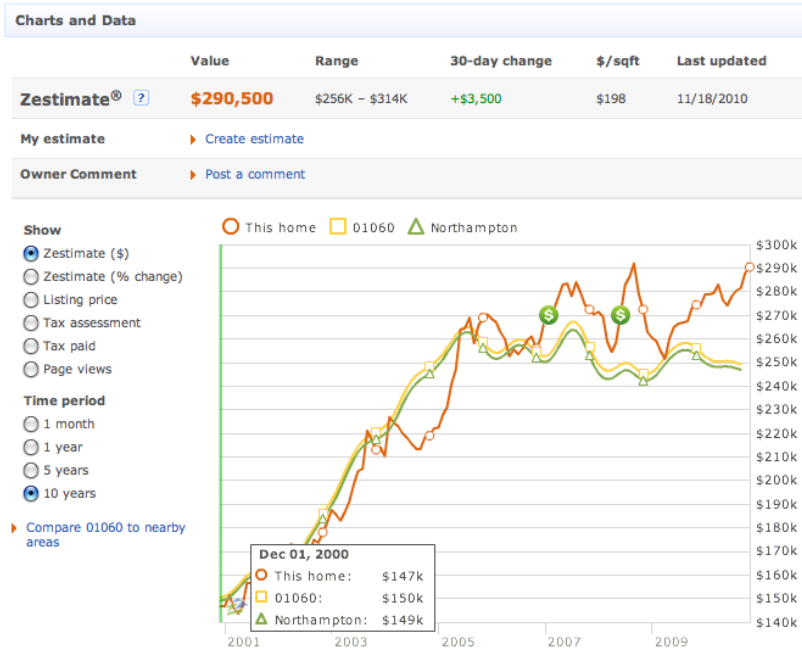 Charts and Data
Value Range 30-day change $/sqft Last updated
Zestimate® ? $290,500 $256K – $314K +$3,500 $198 11/18/2010
My estimate Create estimate
Owner Comment Post a comment
Show
Zestimate ($)
Zestimate (% change)
Listing price
Tax assessment
Tax paid
Page views
Time period
1 month
1 year
5 years
10 years
Compare 01060 to nearby
areas
This home 01060 Northampton
$300k
$290k
$280k
$270k
$260k
$250k
$240k
$230k
$220k
$210k
$200k
$190k
$180k
$170k
$160k
$150k
$140k
$ $
Dec 01, 2000
This home: $147k
01060: $150k
Northampton: $149k
2001 2003 2005 2007 2009